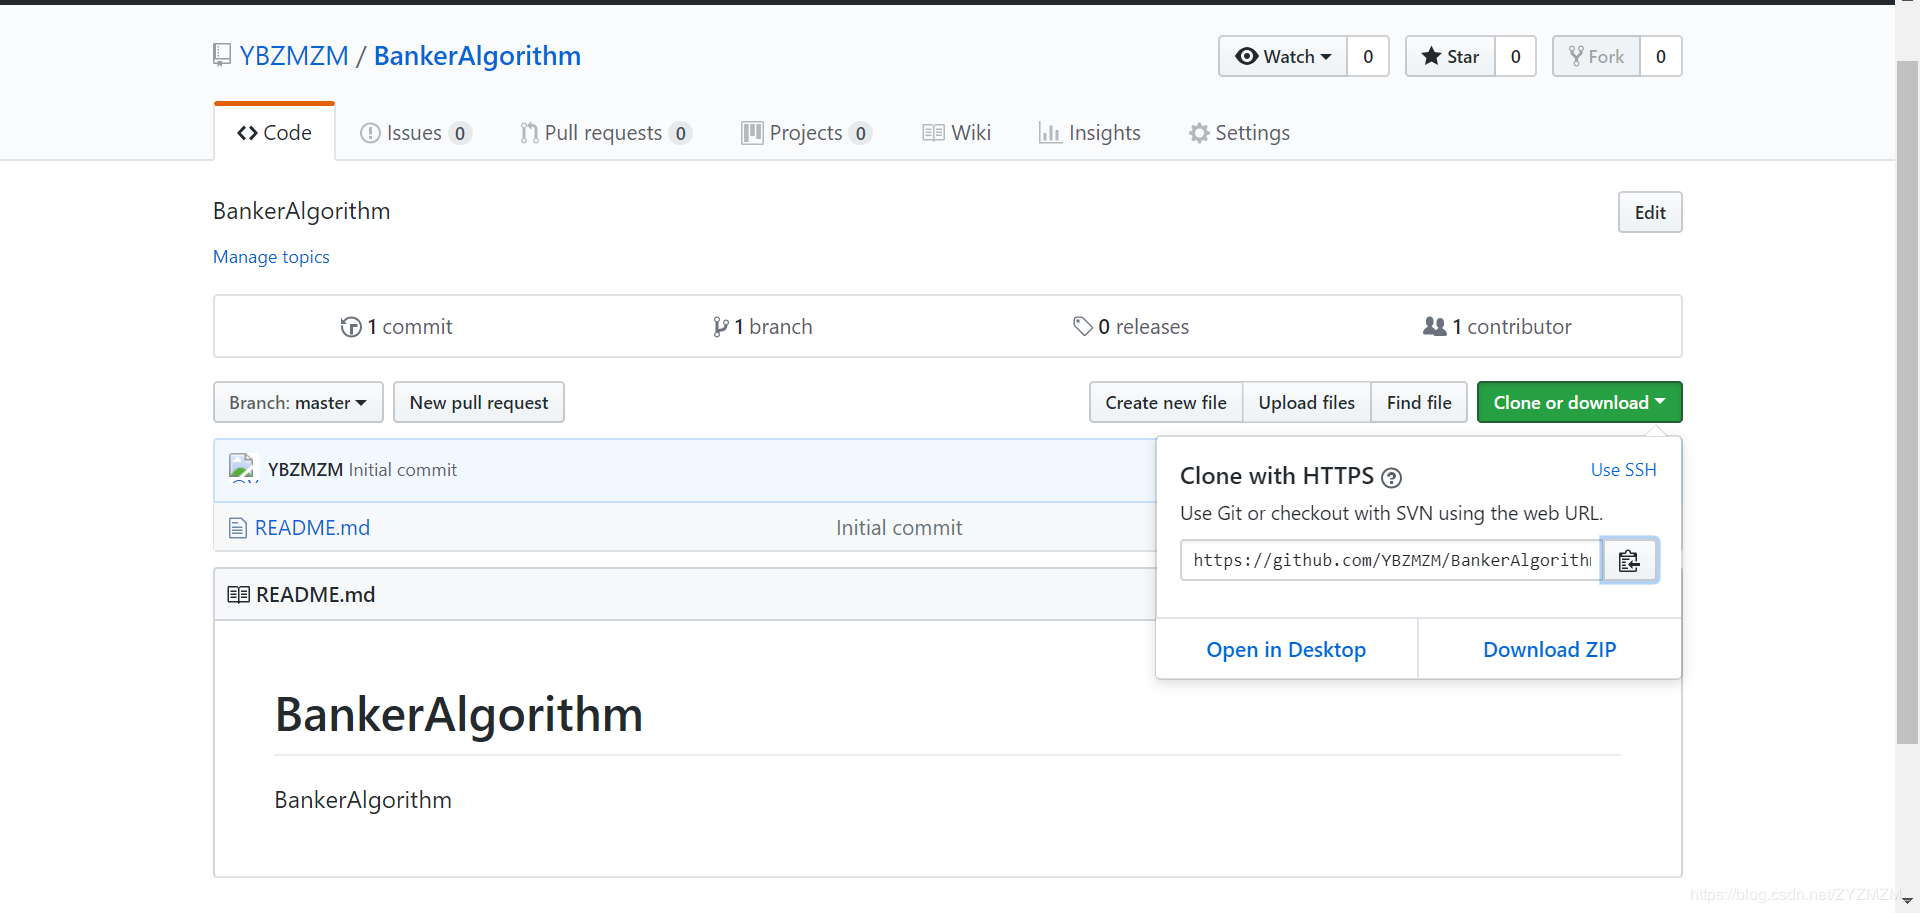 YBZMZM / BankerAlgorithm
Watch 0 Star 0 Fork 0
Code Issues 0 Pull requests 0 Projects 0 Wiki Insights Settings
BankerAlgorithm
Edit
Manage topics
1 commit 1 branch 0 releases 1 contributor
Branch: master New pull request Create new file Upload files Find file Clone or download
YBZMZM Initial commit
README.md Initial commit
Clone with HTTPS ? Use SSH
Use Git or checkout with SVN using the web URL.
https://github.com/YBZMZM/BankerAlgorith
Open in Desktop Download ZIP
README.md
BankerAlgorithm
BankerAlgorithm
https://blog.csdn.net/ZYZMZM